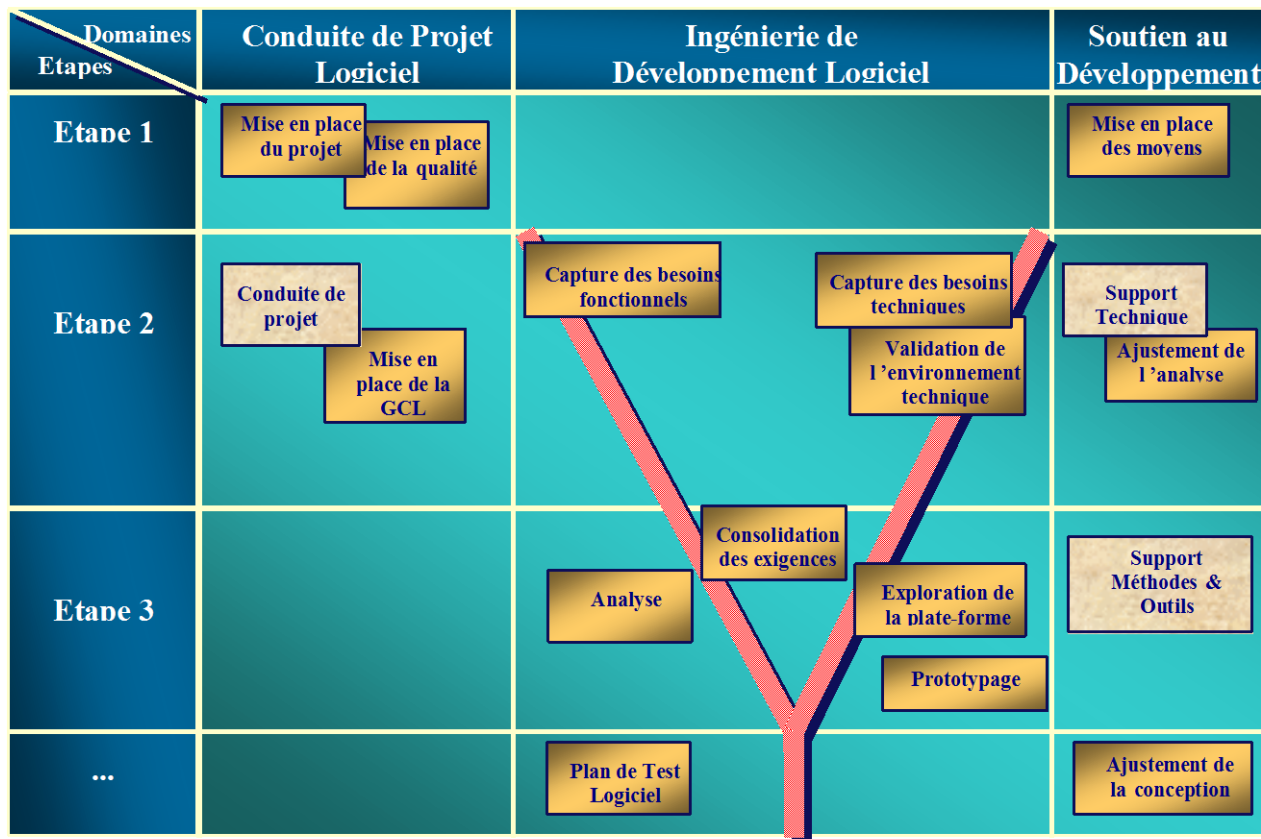 Domaines
Etapes
Conduite de Projet
Logiciel
Ingénierie de
Développement Logiciel
Soutien au
Développement
Etape 1
Mise en place
du projet
Mise en place
de la qualité
Mise en place
des moyens
Etape 2
Conduite de
projet
Mise en
place de la
GCL
Capture des besoins
fonctionnels
Capture des besoins
techniques
Validation de
l ’environnement
technique
Support
Technique
Ajustement de
l ’analyse
Etape 3
Consolidation
des exigences
Analyse
Exploration de
la plate-forme
Prototypage
Support
Méthodes &
Outils
...
Plan de Test
Logiciel
Ajustement de
la conception